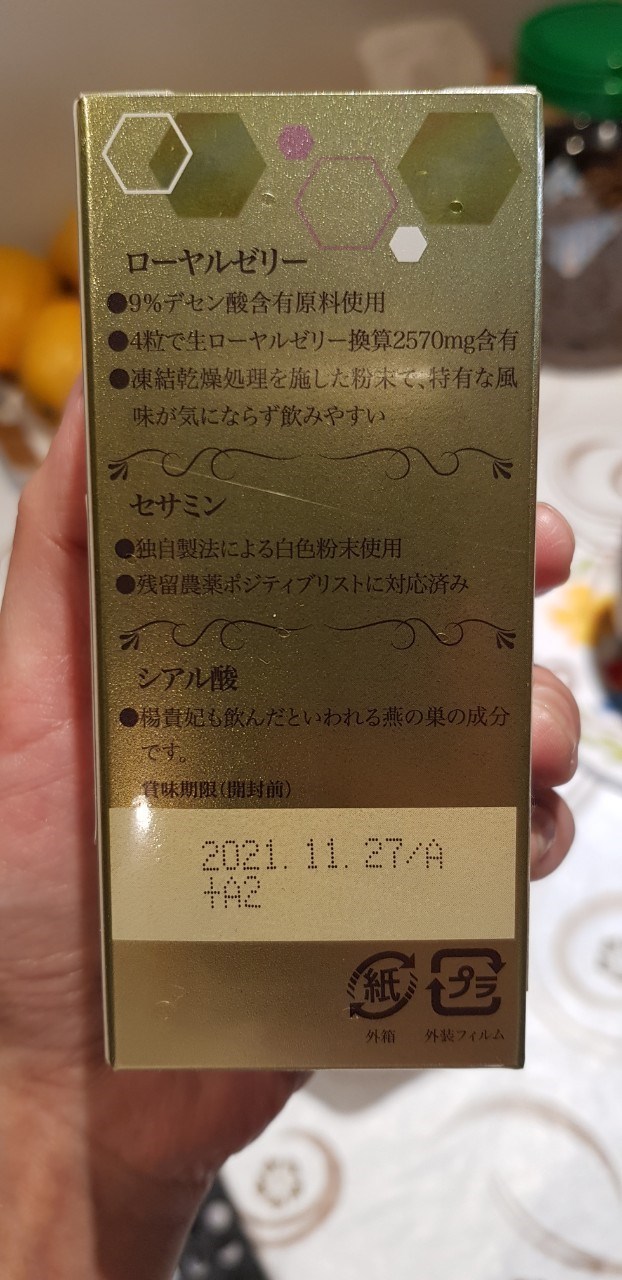 ローヤルゼリー
●9％デセン酸含有原料使用
●4粒で生ローヤルゼリー換算2570mg含有
●凍結乾燥処理を施した粉末で、特有な風
味が気にならず飲みやすい
セサミン
●独自製法による白色粉末使用
●残留農薬ポジティブリストに対応済み
シアル酸
●楊貴妃も飲んだといわれる燕の巣の成分
です。
賞味期限（開封前）
2021. 11. 27/A
+A2
紙 プラ
外箱 外装フィルム